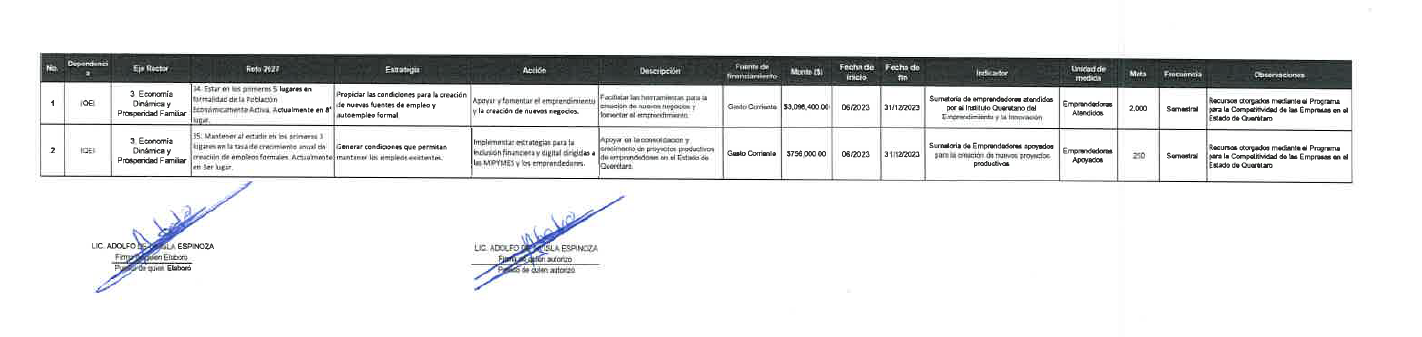 No. Dependencia Eje Rector Reto 2027 Estrategia Acción Descripción Fuente de financiamiento Monto ($) Fecha de inicio Fecha de fin Indicador Unidad de medida Meta Frecuencia Observaciones
1 IQEI 3. Economía Dinámica y Prosperidad Familiar 34. Estar en los primeros 5 lugares en formalidad de la Población Económicamente Activa. Actualmente en 8° lugar. Propiciar las condiciones para la creación de nuevas fuentes de empleo y autoempleo formal Apoyar y fomentar el emprendimiento y la creación de nuevos negocios. Facilitar las herramientas para la creación de nuevos negocios y fomentar el emprendimiento. Gasto Corriente 06/2023 31/12/2023 Sumatoria de emprendedores atendidos por el Instituto Queretano del Emprendimiento y la Innovación Emprendedores Atendidos 2,000 Semestral Recursos otorgados mediante el Programa para la Competitividad de las Empresas en el Estado de Querétaro
2 IQEI 3. Economía Dinámica y Prosperidad Familiar 35. Mantener al estado en los primeros 3 lugares en la tasa de crecimiento anual de creación de empleos formales. Actualmente en 1er lugar. Generar condiciones que permitan mantener los empleos existentes. Implementar estrategias para la inclusión financiera y digital dirigidas a las MIPYMES y los emprendedores. Apoyar en la consolidación y crecimiento de proyectos productivos de emprendedores en el Estado de Querétaro. Gasto Corriente $756,000.00 06/2023 31/12/2023 Sumatoria de Emprendedores apoyados para la creación de nuevos proyectos productivos Emprendedores Apoyados 250 Semestral Recursos otorgados mediante el Programa para la Competitividad de las Empresas en el Estado de Querétaro
LIC. ADOLFO DE LA ISLA ESPINOZA
Firma de quien Elaboró
Puesto de quien Elaboró
LIC. ADOLFO DE LA ISLA ESPINOZA
Firma de quien autorizó
Puesto de quien autorizó